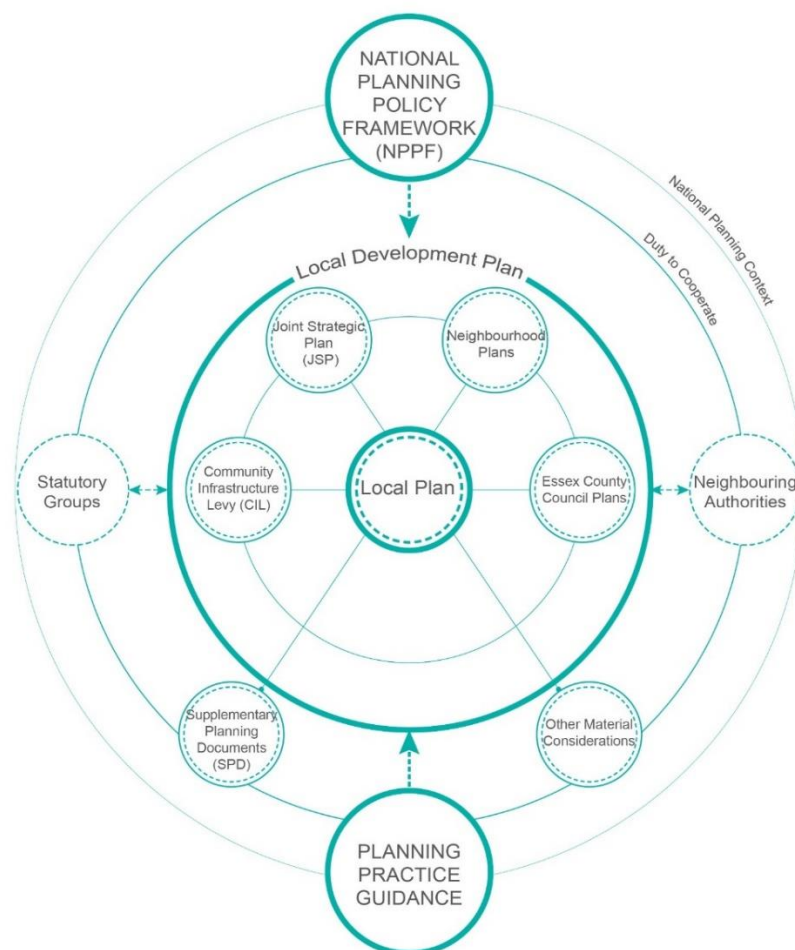 NATIONAL
PLANNING
POLICY
FRAMEWORK
(NPPF)
National Planning Context
Duty to Cooperate
Local Development Plan
Joint Strategic
Plan
(JSP)
Neighbourhood
Plans
Statutory
Groups
Community
Infrastructure
Levy (CIL)
Local Plan
Essex County
Council Plans
Neighbouring
Authorities
Supplementary
Planning
Documents
(SPD)
Other Material
Considerations
PLANNING
PRACTICE
GUIDANCE